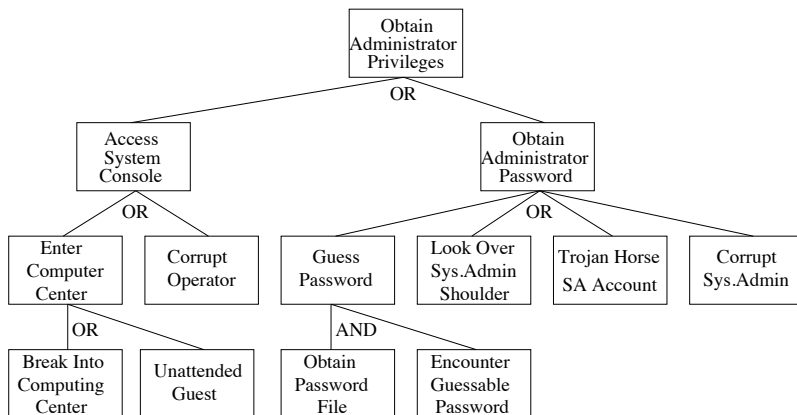 Obtain
Administrator
Privileges
OR
Access
System
Console
Obtain
Administrator
Password
OR
OR
Enter
Computer
Center
Corrupt
Operator
Guess
Password
Look Over
Sys.Admin
Shoulder
Trojan Horse
SA Account
Corrupt
Sys.Admin
OR
AND
Break Into
Computing
Center
Unattended
Guest
Obtain
Password
File
Encounter
Guessable
Password